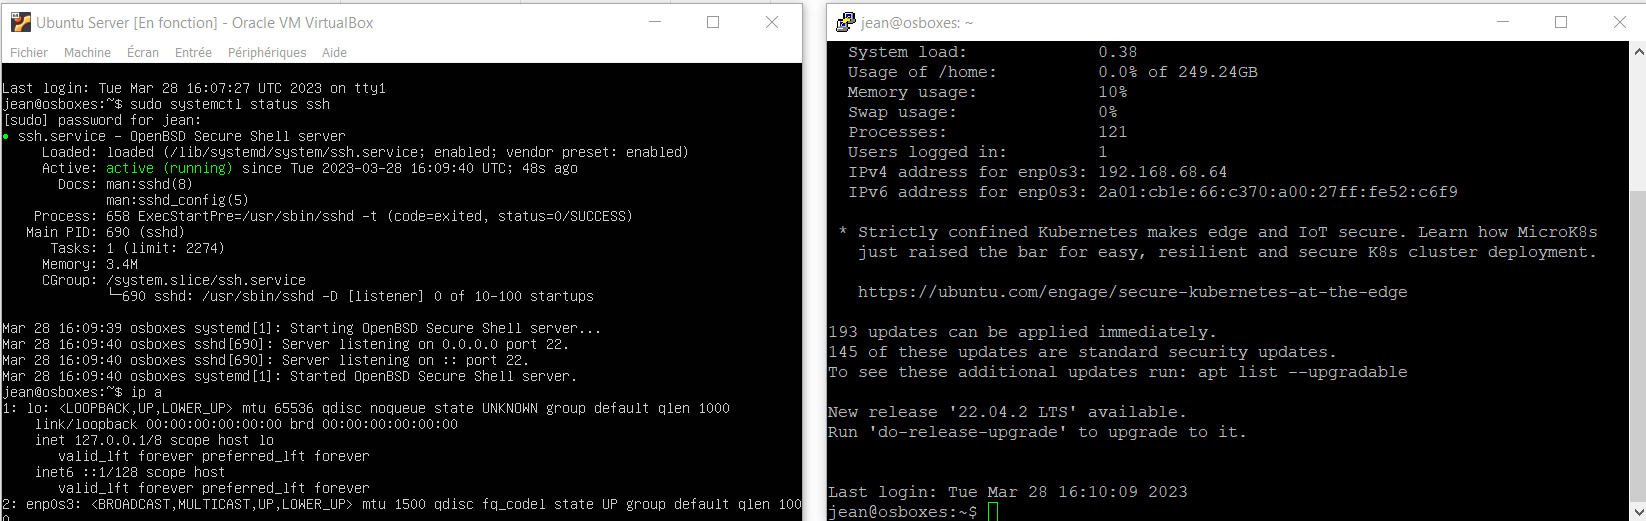 Ubuntu Server [En fonction] - Oracle VM VirtualBox
Fichier Machine Écran Entrée Périphériques Aide
Last login: Tue Mar 28 16:07:27 UTC 2023 on tty1
jean@osboxes:~$ sudo systemctl status ssh
[sudo] password for jean:
● ssh.service - OpenBSD Secure Shell server
Loaded: loaded (/lib/systemd/system/ssh.service; enabled; vendor preset: enabled)
Active: active (running) since Tue 2023-03-28 16:09:40 UTC; 48s ago
Docs: man:sshd(8)
man:sshd_config(5)
Process: 658 ExecStartPre=/usr/sbin/sshd -t (code=exited, status=0/SUCCESS)
Main PID: 690 (sshd)
Tasks: 1 (limit: 2274)
Memory: 3.4M
CGroup: /system.slice/ssh.service
└─690 sshd: /usr/sbin/sshd -D [listener] 0 of 10-100 startups
Mar 28 16:09:39 osboxes systemd[1]: Starting OpenBSD Secure Shell server...
Mar 28 16:09:40 osboxes sshd[690]: Server listening on 0.0.0.0 port 22.
Mar 28 16:09:40 osboxes sshd[690]: Server listening on :: port 22.
Mar 28 16:09:40 osboxes systemd[1]: Started OpenBSD Secure Shell server.
jean@osboxes:~$ ip a
1: lo: <LOOPBACK,UP,LOWER_UP> mtu 65536 qdisc noqueue state UNKNOWN group default qlen 1000
link/loopback 00:00:00:00:00:00 brd 00:00:00:00:00:00
inet 127.0.0.1/8 scope host lo
valid_lft forever preferred_lft forever
inet6 ::1/128 scope host
valid_lft forever preferred_lft forever
2: enp0s3: <BROADCAST,MULTICAST,UP,LOWER_UP> mtu 1500 qdisc fq_codel state UP group default qlen 100
0
jean@osboxes: ~
System load: 0.38
Usage of /home: 0.0% of 249.24GB
Memory usage: 10%
Swap usage: 0%
Processes: 121
Users logged in: 1
IPv4 address for enp0s3: 192.168.68.64
IPv6 address for enp0s3: 2a01:cb1e:66:c370:a00:27ff:fe52:c6f9
* Strictly confined Kubernetes makes edge and IoT secure. Learn how MicroK8s
just raised the bar for easy, resilient and secure K8s cluster deployment.
https://ubuntu.com/engage/secure-kubernetes-at-the-edge
193 updates can be applied immediately.
145 of these updates are standard security updates.
To see these additional updates run: apt list --upgradable
New release '22.04.2 LTS' available.
Run 'do-release-upgrade' to upgrade to it.
Last login: Tue Mar 28 16:10:09 2023
jean@osboxes:~$